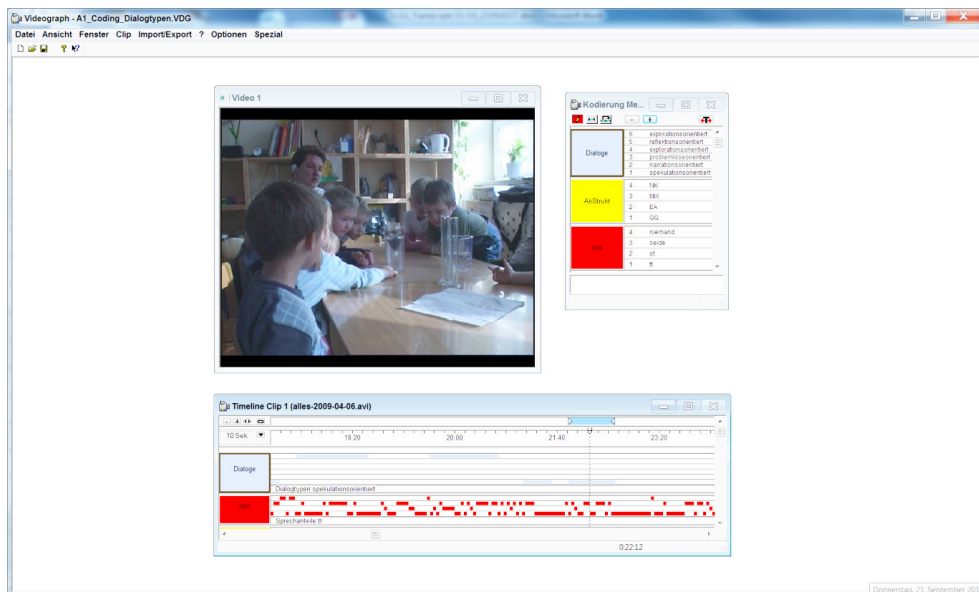 Videograph - A1_Coding_Dialogtypen.VDG
Datei Ansicht Fenster Clip Import/Export ? Optionen Spezial
Video 1
Kodierung Me...
Dialoge
6 explikationsorientiert
5 reflektionsorientiert
4 explorationsorientiert
3 problemlöseorientiert
2 narrationsorientiert
1 spekulationsorientiert
AkStrukt
4 NK
3 MIX
2 EA
1 GG
4 niemand
3 beide
2 st
1 tt
Timeline Clip 1 (alles-2009-04-06.avi)
10 Sek.
18:20 20:00 21:40 23:20
Dialoge
Dialogtypen spekulationsorientiert
Sprechanteile tt
0:22:12
Donnerstag, 21. September